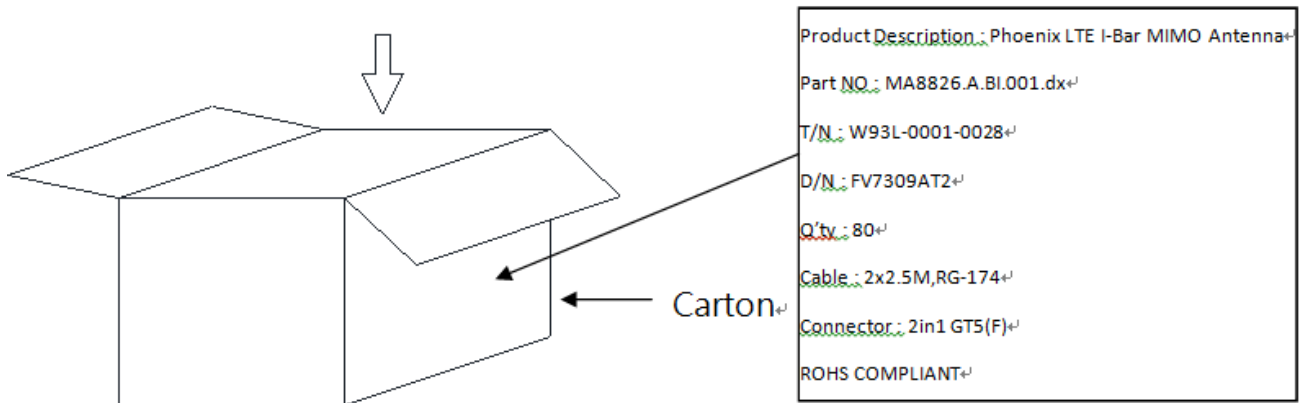 Product Description : Phoenix LTE I-Bar MIMO Antenna↵
Part NO : MA8826.A.BI.001.dx↵
T/N : W93L-0001-0028↵
D/N : FV7309AT2↵
Q'ty : 80↵
Cable : 2x2.5M,RG-174↵
Connector : 2in1 GT5(F)↵
ROHS COMPLIANT↵
Carton↵